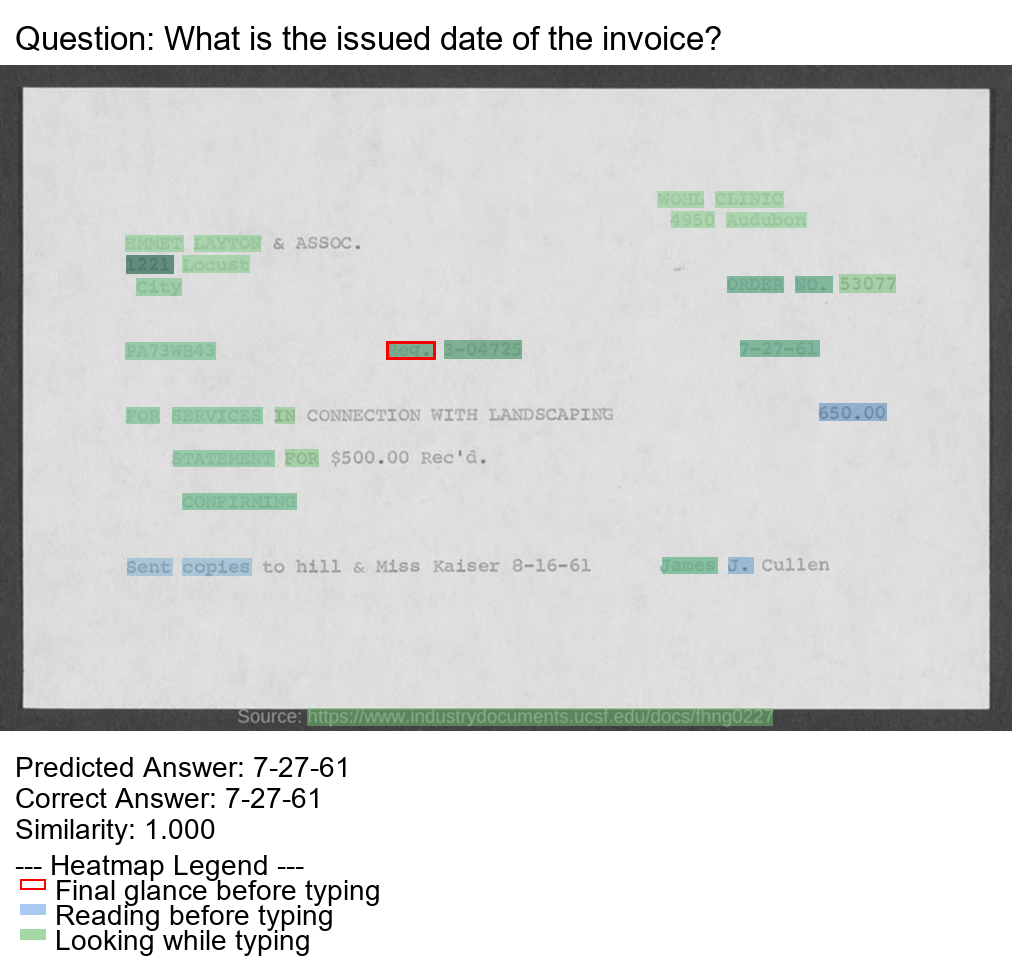 Question: What is the issued date of the invoice?
WOHL CLINIC
4950 Audubon
EMMET LAYTON & ASSOC.
1221 Locust
City
ORDER NO. 53077
PA73WB43 Req. 3-04725 7-27-61
FOR SERVICES IN CONNECTION WITH LANDSCAPING 650.00
STATEMENT FOR $500.00 Rec'd.
CONFIRMING
Sent copies to hill & Miss Kaiser 8-16-61 James J. Cullen
Source: https://www.industrydocuments.ucsf.edu/docs/fhng0227
Predicted Answer: 7-27-61
Correct Answer: 7-27-61
Similarity: 1.000
--- Heatmap Legend ---
Final glance before typing
Reading before typing
Looking while typing